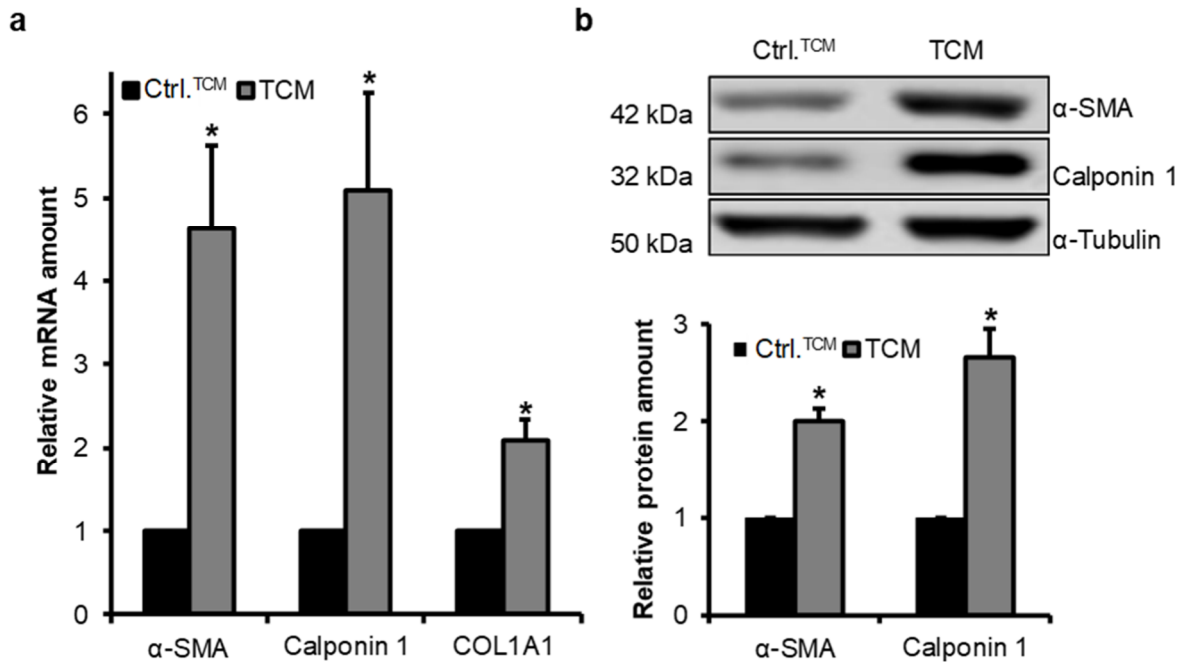 a
Ctrl.TCM TCM
Relative mRNA amount
6
5
4
3
2
1
0
* * *
α-SMA Calponin 1 COL1A1
b
Ctrl.TCM TCM
42 kDa α-SMA
32 kDa Calponin 1
50 kDa α-Tubulin
Ctrl.TCM TCM
Relative protein amount
3
2
1
0
* *
α-SMA Calponin 1